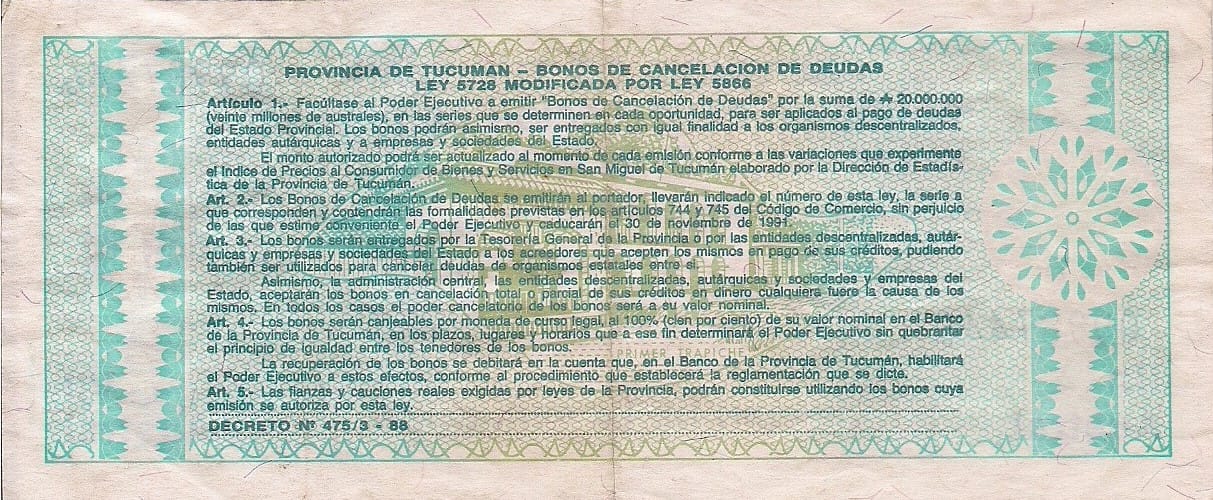 PROVINCIA DE TUCUMAN - BONOS DE CANCELACION DE DEUDAS
LEY 5728 MODIFICADA POR LEY 5866
Artículo 1.- Facúltase al Poder Ejecutivo a emitir "Bonos de Cancelación de Deudas" por la suma de ₳ 20.000.000
(veinte millones de australes), en las series que se determinen en cada oportunidad, para ser aplicados al pago de deudas
del Estado Provincial. Los bonos podrán asimismo, ser entregados con igual finalidad a los organismos descentralizados,
entidades autárquicas y a empresas y sociedades del Estado.
El monto autorizado podrá ser actualizado al momento de cada emisión conforme a las variaciones que experimente
el Indice de Precios al Consumidor de Bienes y Servicios en San Miguel de Tucumán elaborado por la Dirección de Estadís-
tica de la Provincia de Tucumán.
Art. 2.- Los Bonos de Cancelación de Deudas se emitirán al portador, llevarán indicado el número de esta ley, la serie a
que corresponden y contendrán las formalidades previstas en los artículos 744 y 745 del Código de Comercio, sin perjuicio
de las que estime conveniente el Poder Ejecutivo y caducarán el 30 de noviembre de 1991.
Art. 3.- Los bonos serán entregados por la Tesorería General de la Provincia o por las entidades descentralizadas, autár-
quicas y empresas y sociedades del Estado a los acreedores que acepten los mismos en pago de sus créditos, pudiendo
también ser utilizados para cancelar deudas de organismos estatales entre sí.
Asimismo, la administración central, las entidades descentralizadas, autárquicas y sociedades y empresas del
Estado, aceptarán los bonos en cancelación total o parcial de sus créditos en dinero cualquiera fuere la causa de los
mismos. En todos los casos el poder cancelatorio de los bonos será a su valor nominal.
Art. 4.- Los bonos serán canjeables por moneda de curso legal, al 100% (cien por ciento) de su valor nominal en el Banco
de la Provincia de Tucumán, en los plazos, lugares y horarios que a ese fin determinará el Poder Ejecutivo sin quebrantar
el principio de igualdad entre los tenedores de los bonos.
PRIMER TRAPICHE
La recuperación de los bonos se debitará en la cuenta que, en el Banco de la Provincia de Tucumán, habilitará
el Poder Ejecutivo a estos efectos, conforme al procedimiento que establecerá la reglamentación que se dicte.
Art. 5.- Las fianzas y cauciones reales exigidas por leyes de la Provincia, podrán constituirse utilizando los bonos cuya
emisión se autoriza por esta ley.
DECRETO Nº 475/3 - 88